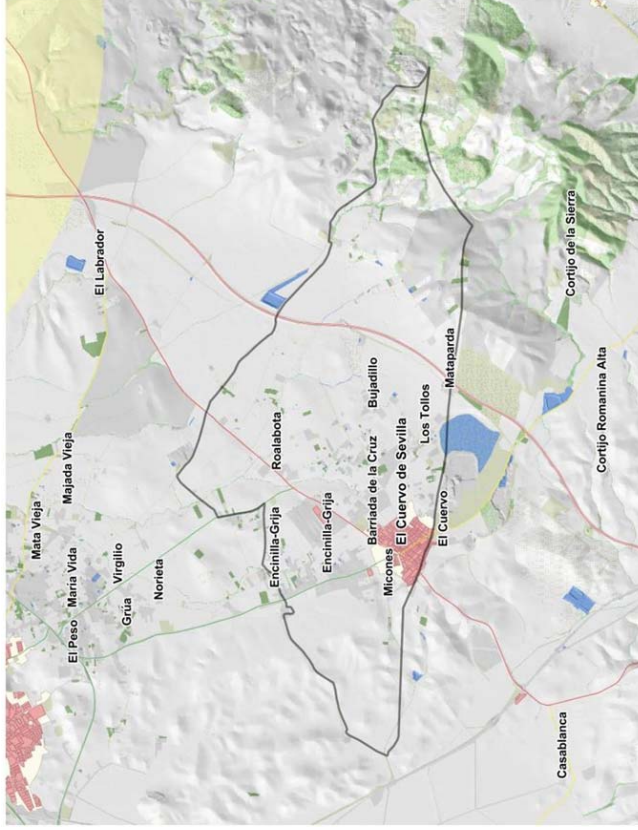 Mata Vieja
Majada Vieja
El Labrador
El Peso
María Vida
Virgilio
Grúa
Norieta
Roalabota
Encinilla-Grija
Encinilla-Grija
Bujadillo
Barriada de la Cruz
Micones
El Cuervo de Sevilla
Los Tollos
El Cuervo
Mataparda
Cortijo de la Sierra
Cortijo Romanina Alta
Casablanca